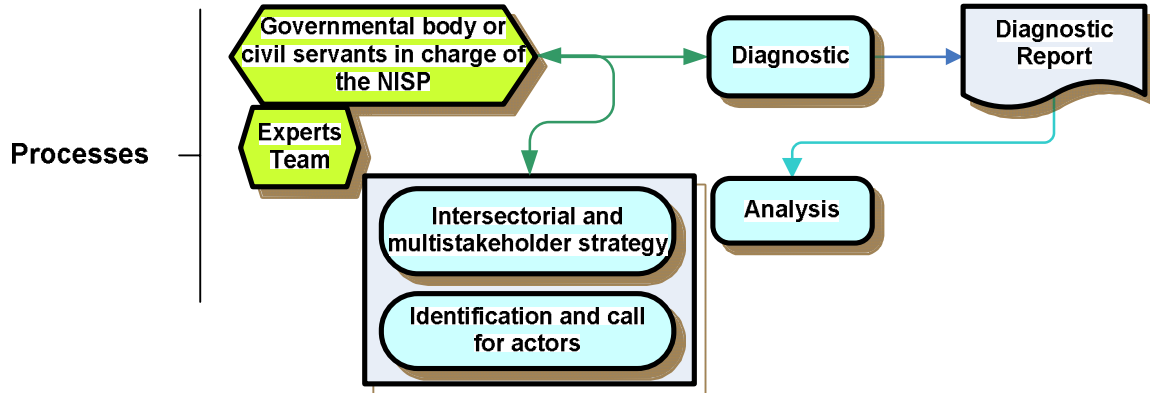 Governmental body or
civil servants in charge of
the NISP
Diagnostic
Diagnostic
Report
Experts
Team
Processes
Intersectorial and
multistakeholder strategy
Analysis
Identification and call
for actors